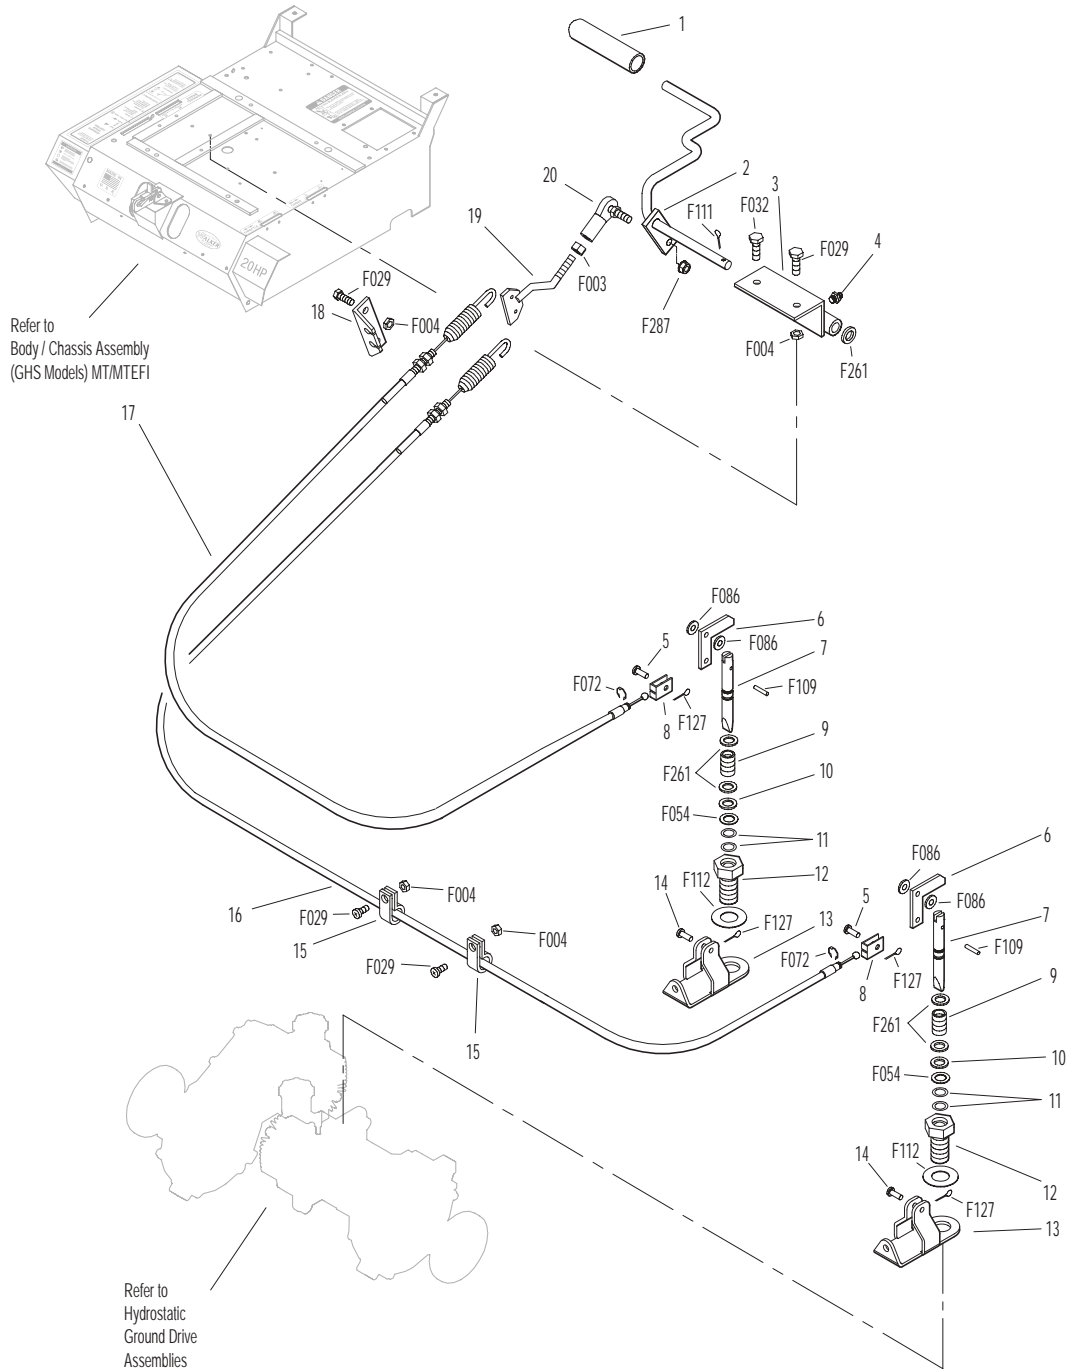 1
20
2
3
F111
F032
19
F029
4
F003
F029
18
F004
F287
F004
F261
20HP
Refer to
Body / Chassis Assembly
(GHS Models) MT/MTEFI
17
F086
6
5
F086
7
F072
F109
8
F127
9
F261
10
F054
11
6
F086
F004
14
F112
12
F086
16
F029
5
7
15
F004
F127
13
F072
F109
F029
8
F127
9
F261
15
10
F054
11
F112
14
12
F127
13
Refer to
Hydrostatic
Ground Drive
Assemblies